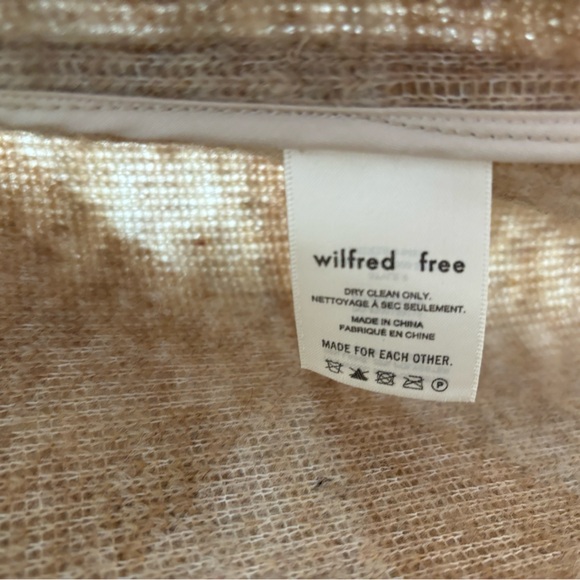 wilfred free
DRY CLEAN ONLY.
NETTOYAGE À SEC SEULEMENT.
MADE IN CHINA
FABRIQUÉ EN CHINE
MADE FOR EACH OTHER.
P